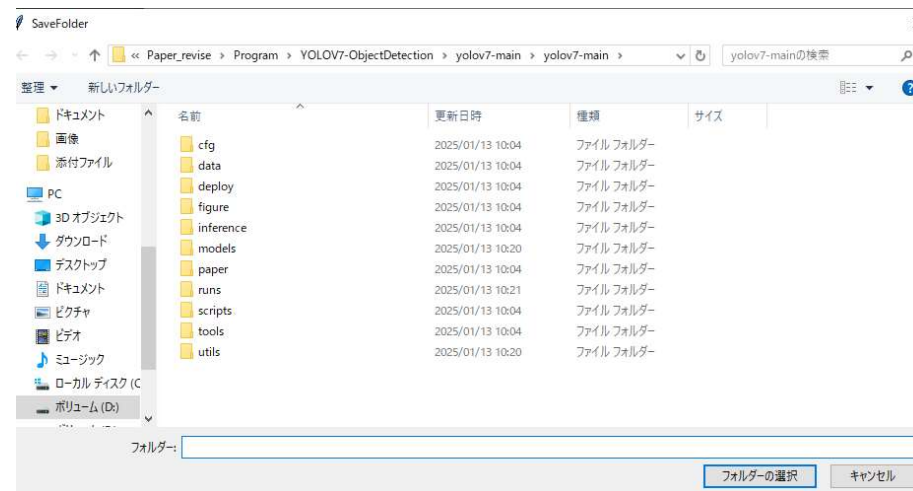 SaveFolder
« Paper_revise › Program › YOLOV7-ObjectDetection › yolov7-main › yolov7-main ›
yolov7-mainの検索
整理 新しいフォルダー
ドキュメント
画像
添付ファイル
PC
3D オブジェクト
ダウンロード
デスクトップ
ドキュメント
ピクチャ
ビデオ
ミュージック
ローカル ディスク (C
ボリューム (D:)
名前 更新日時 種類 サイズ
cfg 2025/01/13 10:04 ファイル フォルダー
data 2025/01/13 10:04 ファイル フォルダー
deploy 2025/01/13 10:04 ファイル フォルダー
figure 2025/01/13 10:04 ファイル フォルダー
inference 2025/01/13 10:04 ファイル フォルダー
models 2025/01/13 10:20 ファイル フォルダー
paper 2025/01/13 10:04 ファイル フォルダー
runs 2025/01/13 10:21 ファイル フォルダー
scripts 2025/01/13 10:04 ファイル フォルダー
tools 2025/01/13 10:04 ファイル フォルダー
utils 2025/01/13 10:20 ファイル フォルダー
フォルダー:
フォルダーの選択 キャンセル